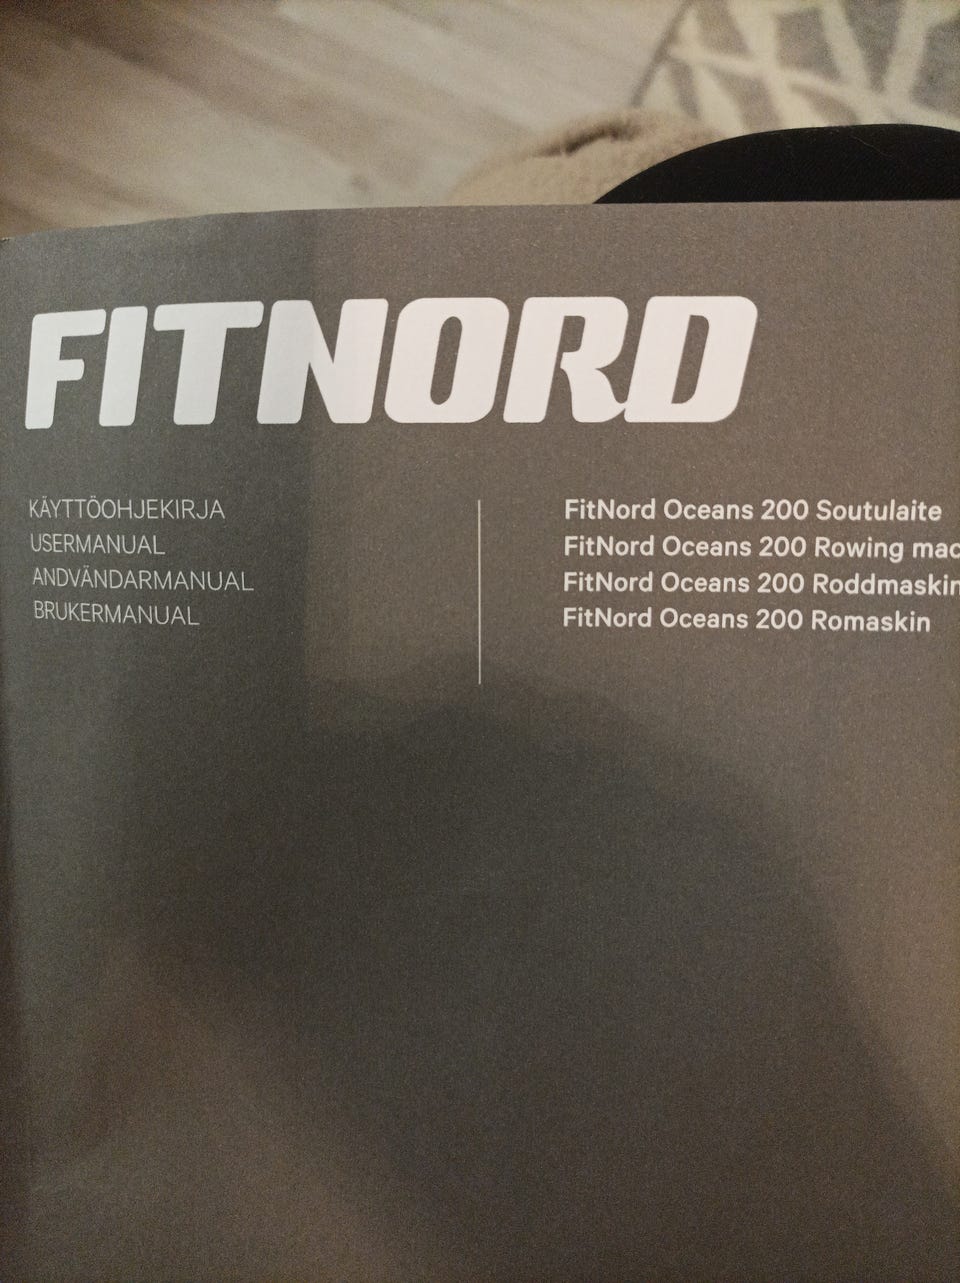 FITNORD
KÄYTTÖOHJEKIRJA
USERMANUAL
ANDVÄNDARMANUAL
BRUKERMANUAL
FitNord Oceans 200 Soutulaite
FitNord Oceans 200 Rowing mac
FitNord Oceans 200 Roddmaskin
FitNord Oceans 200 Romaskin